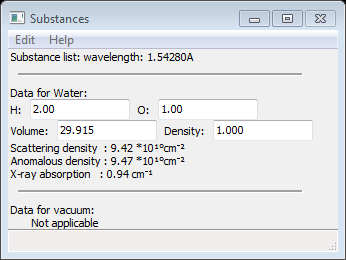 Substances
Edit Help
Substance list: wavelength: 1.54280A
Data for Water:
H: 2.00 O: 1.00
Volume: 29.915 Density: 1.000
Scattering density : 9.42 *10¹⁰cm⁻²
Anomalous density : 9.47 *10¹⁰cm⁻²
X-ray absorption : 0.94 cm⁻¹
Data for vacuum:
Not applicable